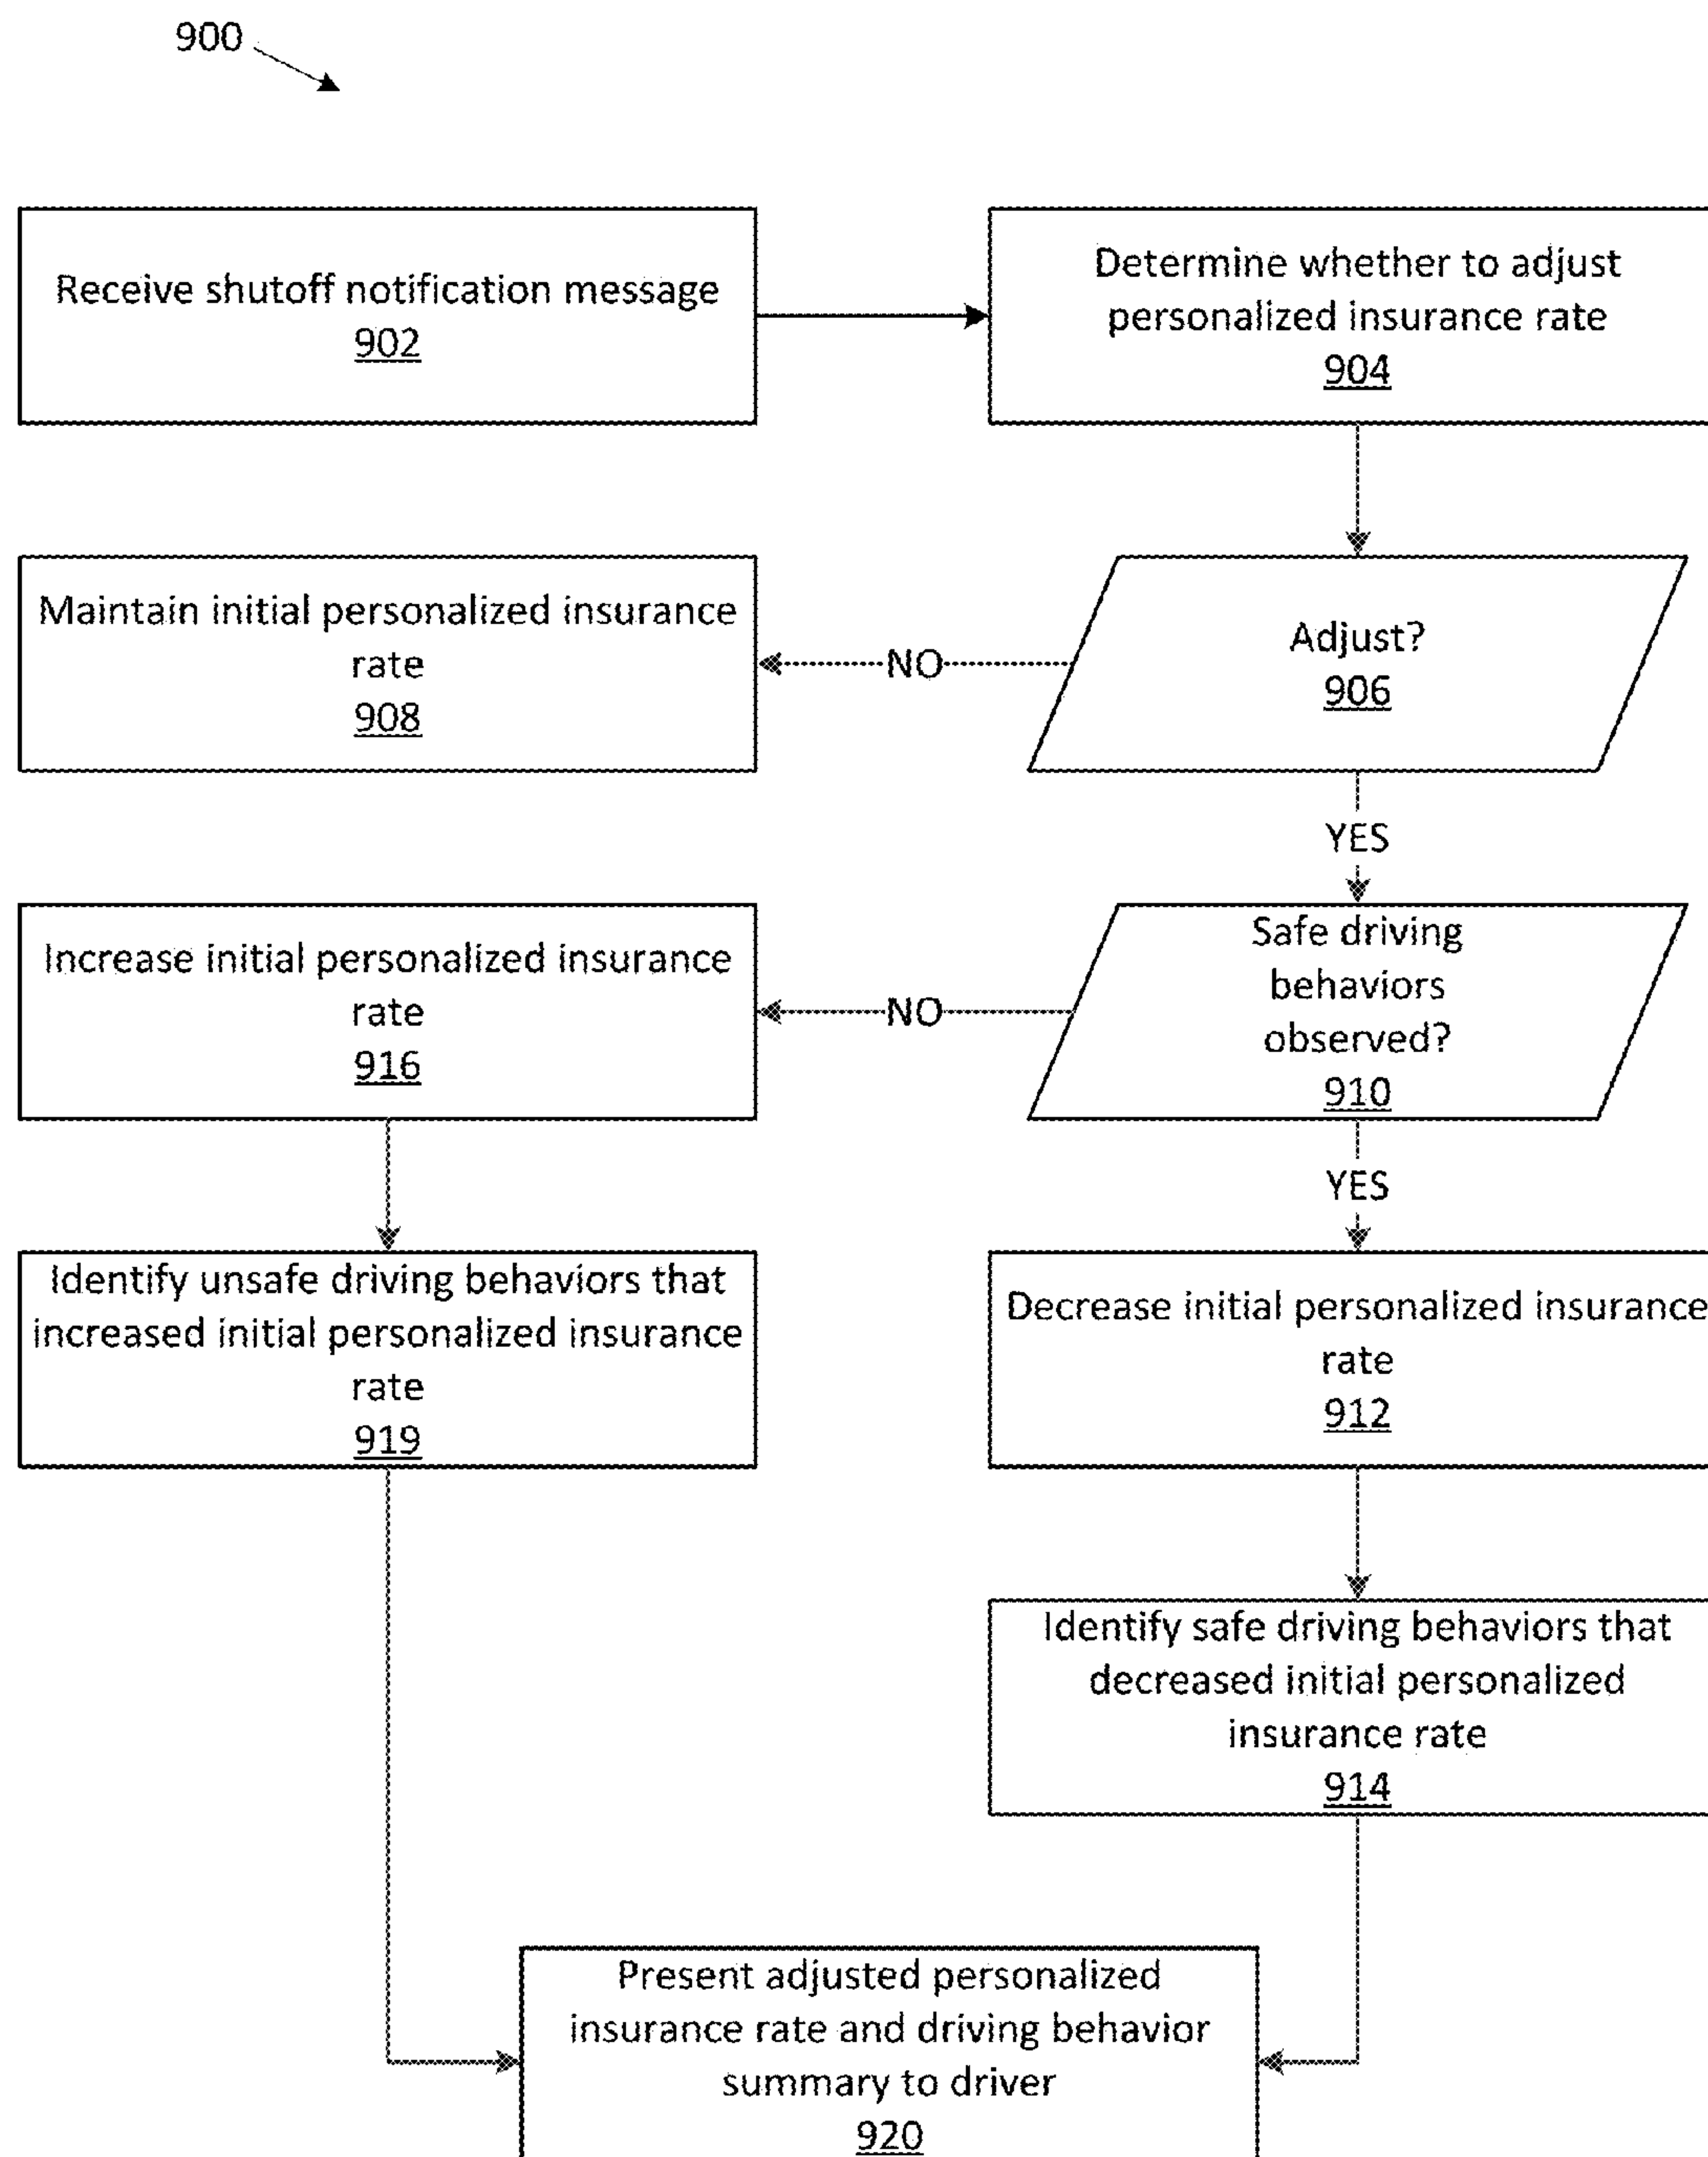 900
Receive shutoff notification message
902
Determine whether to adjust
personalized insurance rate
904
Maintain initial personalized insurance
rate
908
NO
Adjust?
906
YES
Increase initial personalized insurance
rate
916
NO
Safe driving
behaviors
observed?
910
YES
Identify unsafe driving behaviors that
increased initial personalized insurance
rate
919
Decrease initial personalized insurance
rate
912
Identify safe driving behaviors that
decreased initial personalized
insurance rate
914
Present adjusted personalized
insurance rate and driving behavior
summary to driver
920